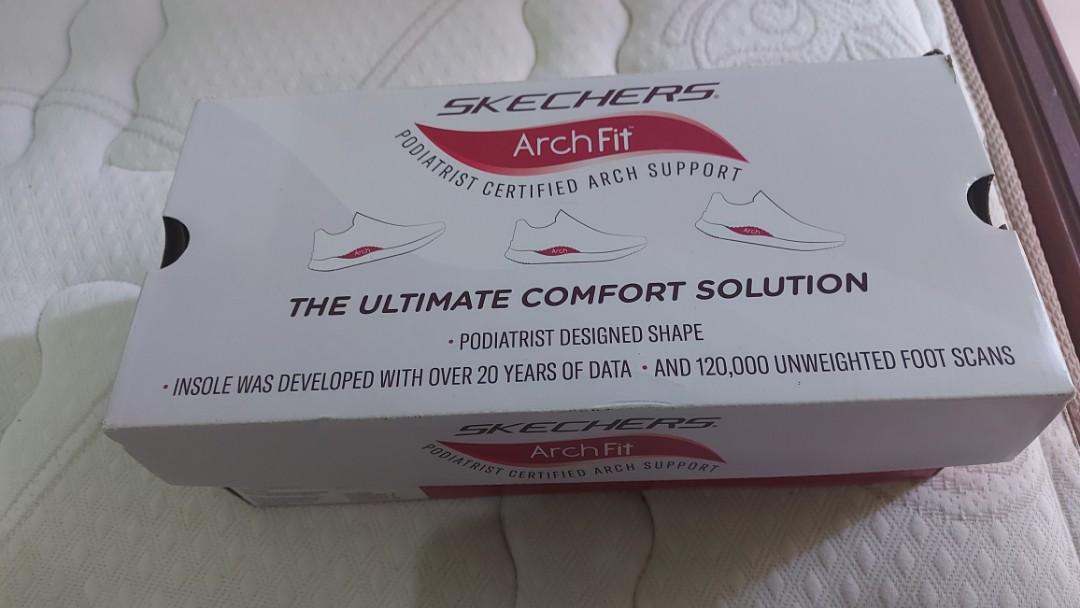 SKECHERS®
Arch Fit™
PODIATRIST CERTIFIED ARCH SUPPORT
Arch
Arch
Arch
THE ULTIMATE COMFORT SOLUTION
• PODIATRIST DESIGNED SHAPE
• INSOLE WAS DEVELOPED WITH OVER 20 YEARS OF DATA • AND 120,000 UNWEIGHTED FOOT SCANS
SKECHERS®
Arch Fit
PODIATRIST CERTIFIED ARCH SUPPORT